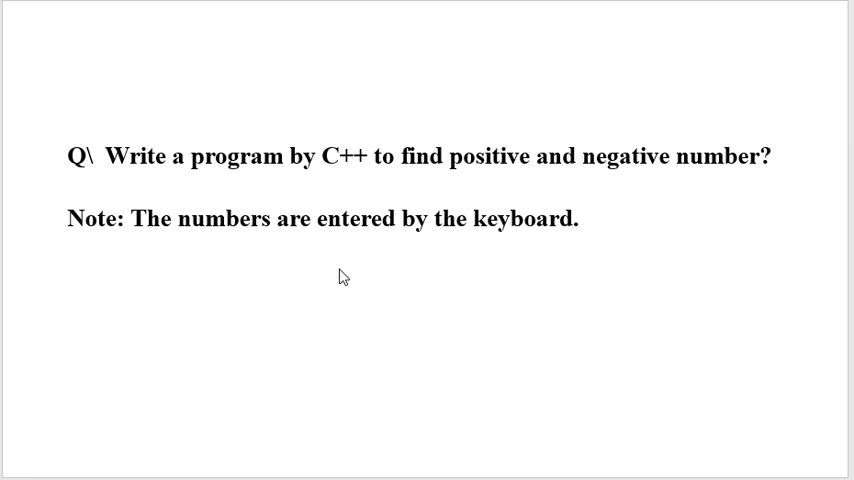 Q\ Write a program by C++ to find positive and negative number?
Note: The numbers are entered by the keyboard.